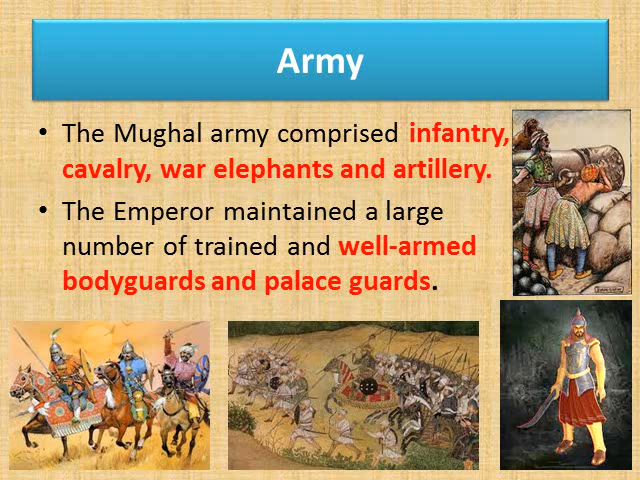 Army
• The Mughal army comprised infantry,
cavalry, war elephants and artillery.
• The Emperor maintained a large
number of trained and well-armed
bodyguards and palace guards.